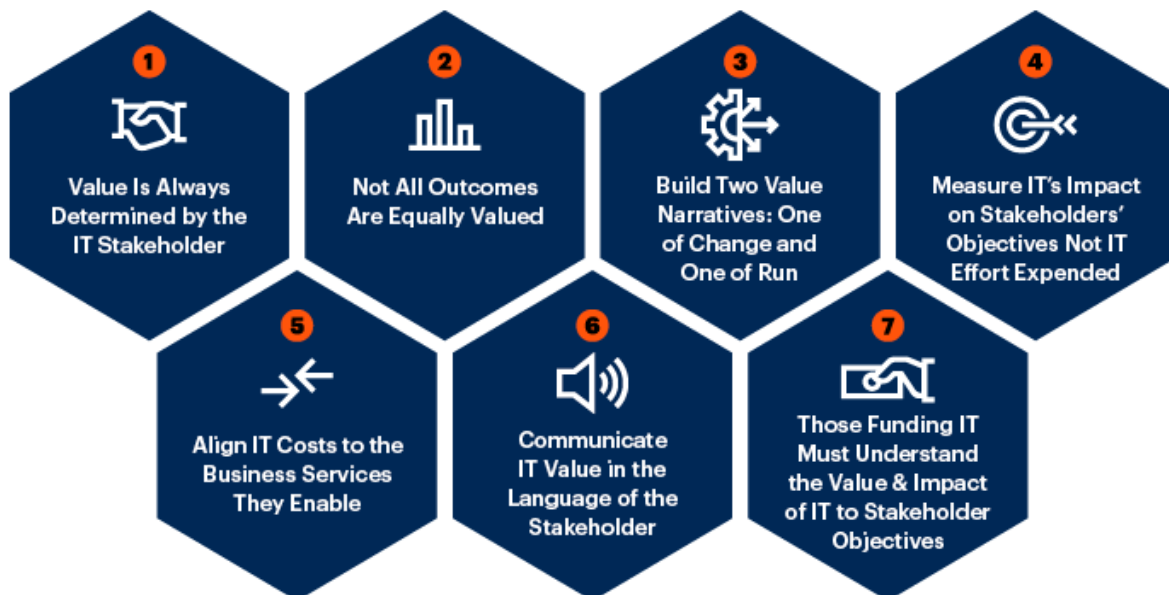 1
Value Is Always
Determined by the
IT Stakeholder
2
Not All Outcomes
Are Equally Valued
3
Build Two Value
Narratives: One
of Change and
One of Run
4
Measure IT's Impact
on Stakeholders'
Objectives Not IT
Effort Expended
5
Align IT Costs to the
Business Services
They Enable
6
Communicate
IT Value in the
Language of the
Stakeholder
7
Those Funding IT
Must Understand
the Value & Impact
of IT to Stakeholder
Objectives